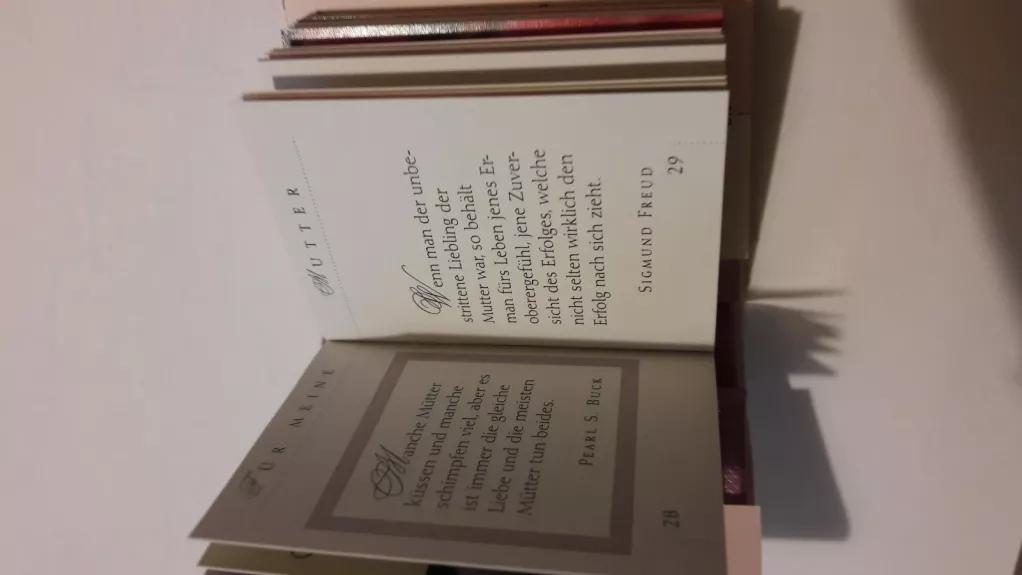 FÜR MEINE
Manche Mütter
küssen und manche
schimpfen viel, aber es
ist immer die gleiche
Liebe und die meisten
Mütter tun beides.
PEARL S. BUCK
28
MUTTER
Wenn man der unbe-
strittene Liebling der
Mutter war, so behält
man fürs Leben jenes Er-
oberergefühl, jene Zuver-
sicht des Erfolges, welche
nicht selten wirklich den
Erfolg nach sich zieht.
SIGMUND FREUD
29